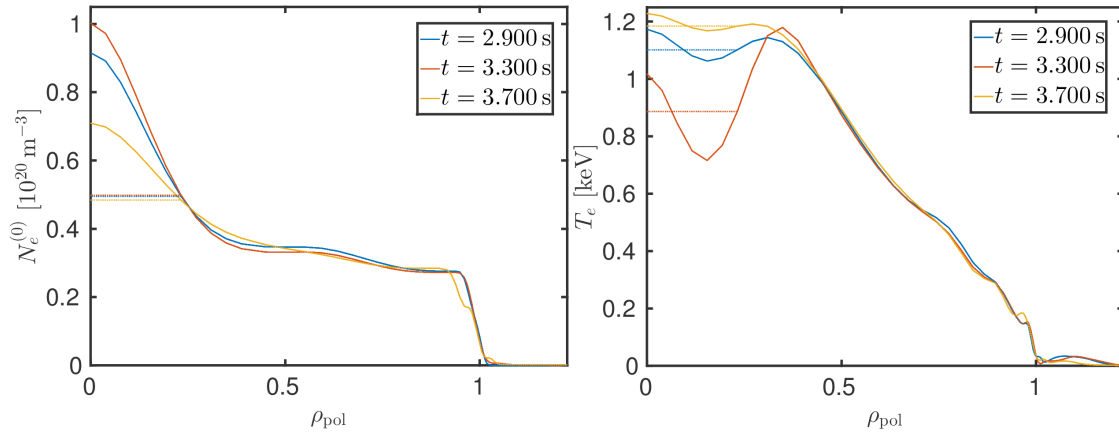 1
0.8
0.6
0.4
0.2
0
0
0.5
1
N_e^{(0)} [10^{20} m^{-3}]
ρ_pol
t = 2.900 s
t = 3.300 s
t = 3.700 s
1.2
1
0.8
0.6
0.4
0.2
0
0
0.5
1
T_e [keV]
ρ_pol
t = 2.900 s
t = 3.300 s
t = 3.700 s